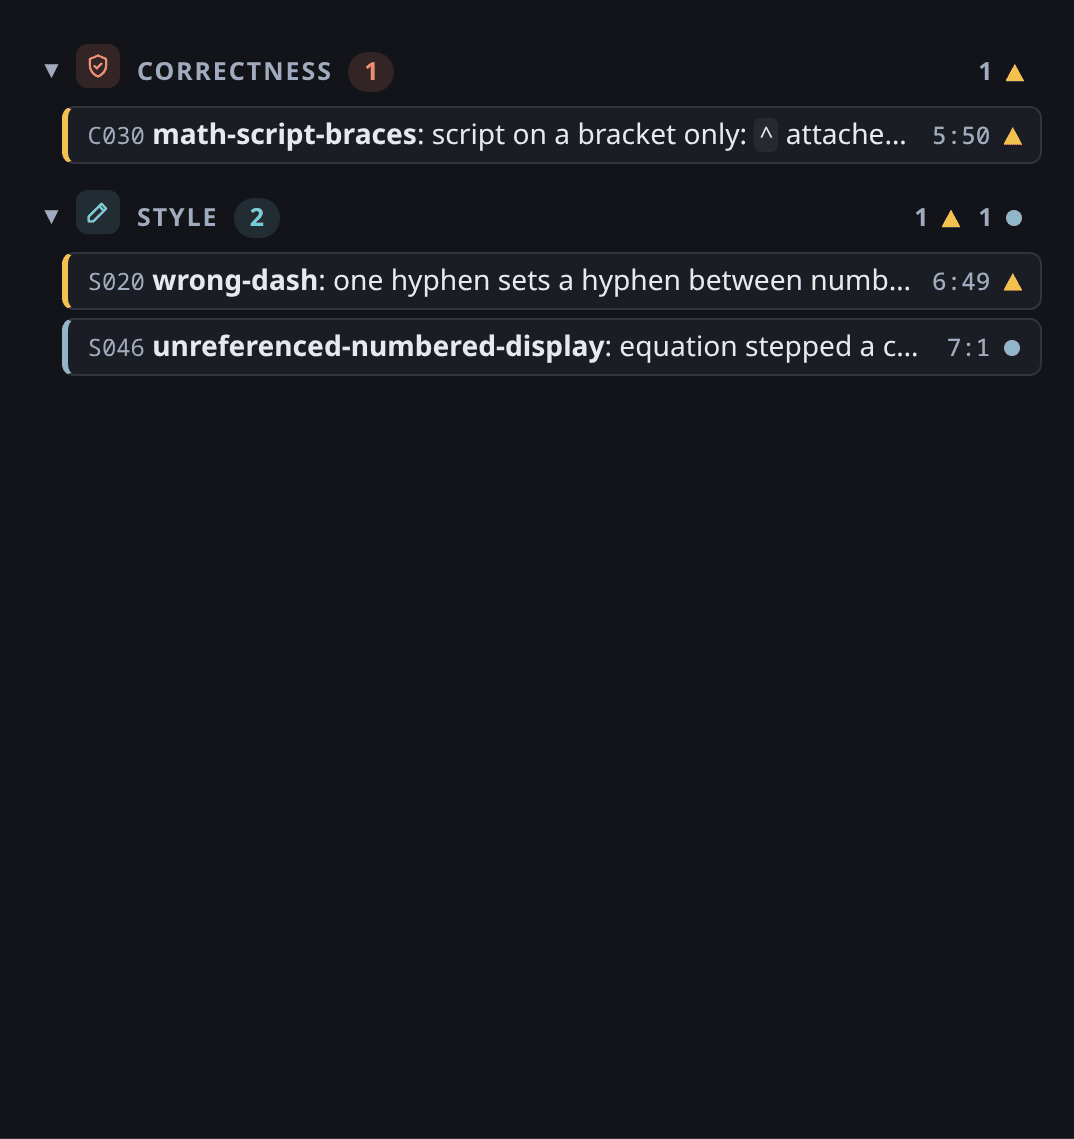 ▼ CORRECTNESS 1 1 ▲
C030 math-script-braces: script on a bracket only: ^ attache... 5:50 ▲
▼ STYLE 2 1 ▲ 1 ●
S020 wrong-dash: one hyphen sets a hyphen between numb... 6:49 ▲
S046 unreferenced-numbered-display: equation stepped a c... 7:1 ●